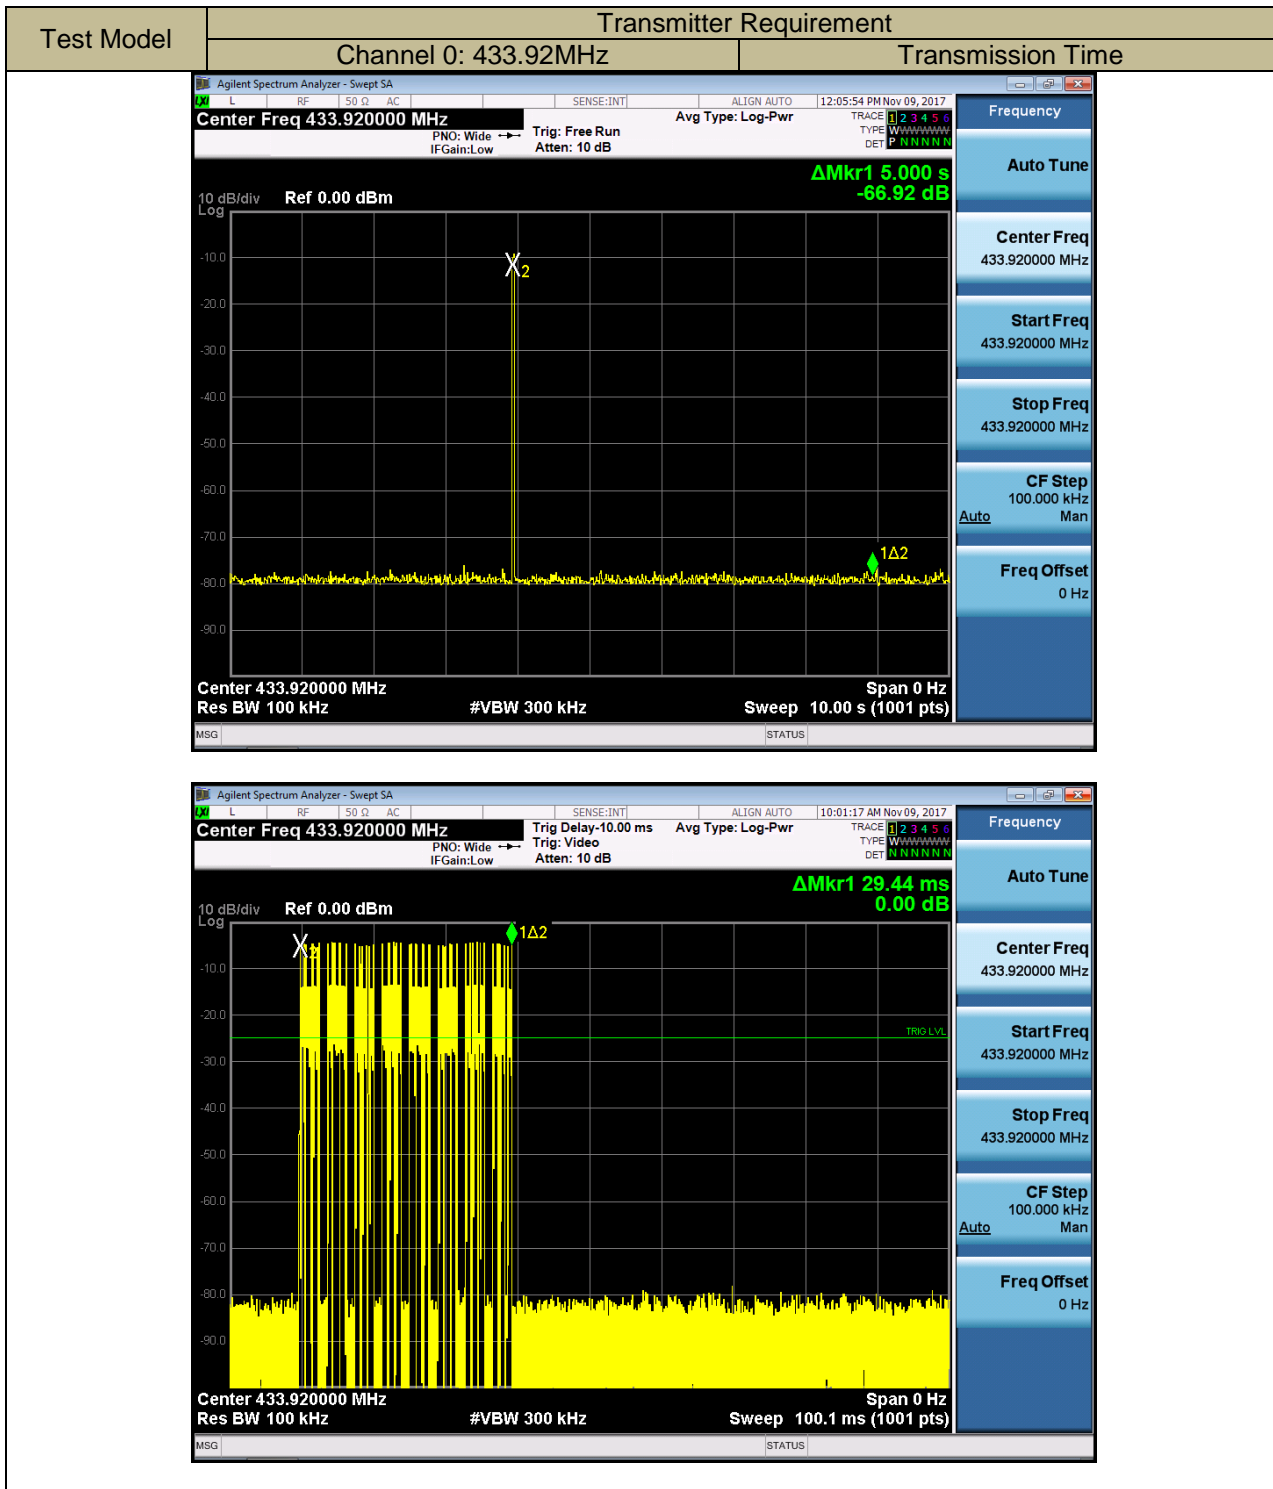 Test Model
Transmitter Requirement
Channel 0: 433.92MHz
Transmission Time
Agilent Spectrum Analyzer - Swept SA
LXI L RF 50 Ω AC SENSE:INT ALIGN AUTO 12:05:54 PM Nov 09, 2017
Center Freq 433.920000 MHz
PNO: Wide
IFGain:Low
Trig: Free Run
Atten: 10 dB
Avg Type: Log-Pwr
TRACE 1 2 3 4 5 6
TYPE WWWWWWW
DET P N N N N N
Frequency
Auto Tune
ΔMkr1 5.000 s
-66.92 dB
10 dB/div
Log
Ref 0.00 dBm
-10.0
-20.0
-30.0
-40.0
-50.0
-60.0
-70.0
-80.0
-90.0
2
1Δ2
Center 433.920000 MHz
Span 0 Hz
Res BW 100 kHz
#VBW 300 kHz
Sweep 10.00 s (1001 pts)
Center Freq
433.920000 MHz
Start Freq
433.920000 MHz
Stop Freq
433.920000 MHz
CF Step
100.000 kHz
Auto Man
Freq Offset
0 Hz
MSG STATUS
Agilent Spectrum Analyzer - Swept SA
LXI L RF 50 Ω AC SENSE:INT ALIGN AUTO 10:01:17 AM Nov 09, 2017
Center Freq 433.920000 MHz
PNO: Wide
IFGain:Low
Trig Delay-10.00 ms
Trig: Video
Atten: 10 dB
Avg Type: Log-Pwr
TRACE 1 2 3 4 5 6
TYPE WWWWWWW
DET N N N N N N
Frequency
Auto Tune
ΔMkr1 29.44 ms
0.00 dB
10 dB/div
Log
Ref 0.00 dBm
-10.0
-20.0
-30.0
-40.0
-50.0
-60.0
-70.0
-80.0
-90.0
2
1Δ2
TRIG LVL
Center 433.920000 MHz
Span 0 Hz
Res BW 100 kHz
#VBW 300 kHz
Sweep 100.1 ms (1001 pts)
Center Freq
433.920000 MHz
Start Freq
433.920000 MHz
Stop Freq
433.920000 MHz
CF Step
100.000 kHz
Auto Man
Freq Offset
0 Hz
MSG STATUS